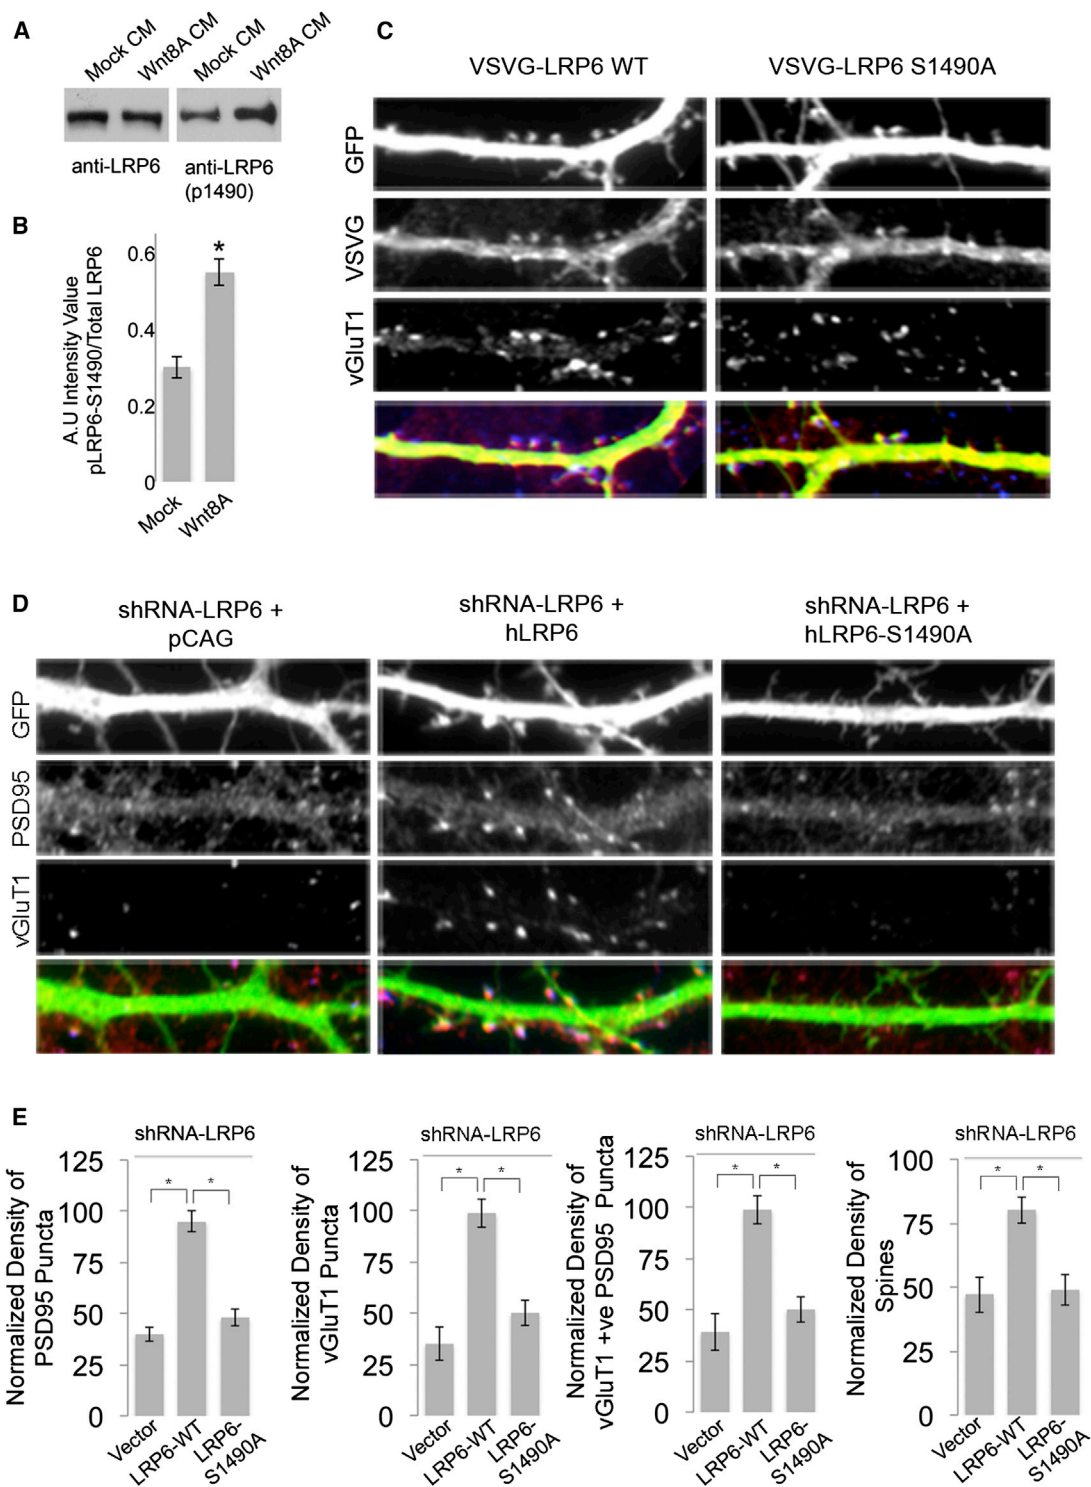 A
Mock CM
Wnt8A CM
Mock CM
Wnt8A CM
anti-LRP6
anti-LRP6
(p1490)
B
A.U Intensity Value
pLRP6-S1490/Total LRP6
0.6
0.4
0.2
0
*
Mock
Wnt8A
C
VSVG-LRP6 WT
VSVG-LRP6 S1490A
GFP
VSVG
vGluT1
D
shRNA-LRP6 +
pCAG
shRNA-LRP6 +
hLRP6
shRNA-LRP6 +
hLRP6-S1490A
GFP
PSD95
vGluT1
E
shRNA-LRP6
Normalized Density of
PSD95 Puncta
125
100
75
50
25
0
*
*
Vector
LRP6-WT
LRP6-
S1490A
shRNA-LRP6
Normalized Density of
vGluT1 Puncta
125
100
75
50
25
0
*
*
Vector
LRP6-WT
LRP6-
S1490A
shRNA-LRP6
Normalized Density of
vGluT1 +ve PSD95 Puncta
125
100
75
50
25
0
*
*
Vector
LRP6-WT
LRP6-
S1490A
shRNA-LRP6
Normalized Density of
Spines
100
75
50
25
0
*
*
Vector
LRP6-WT
LRP6-
S1490A